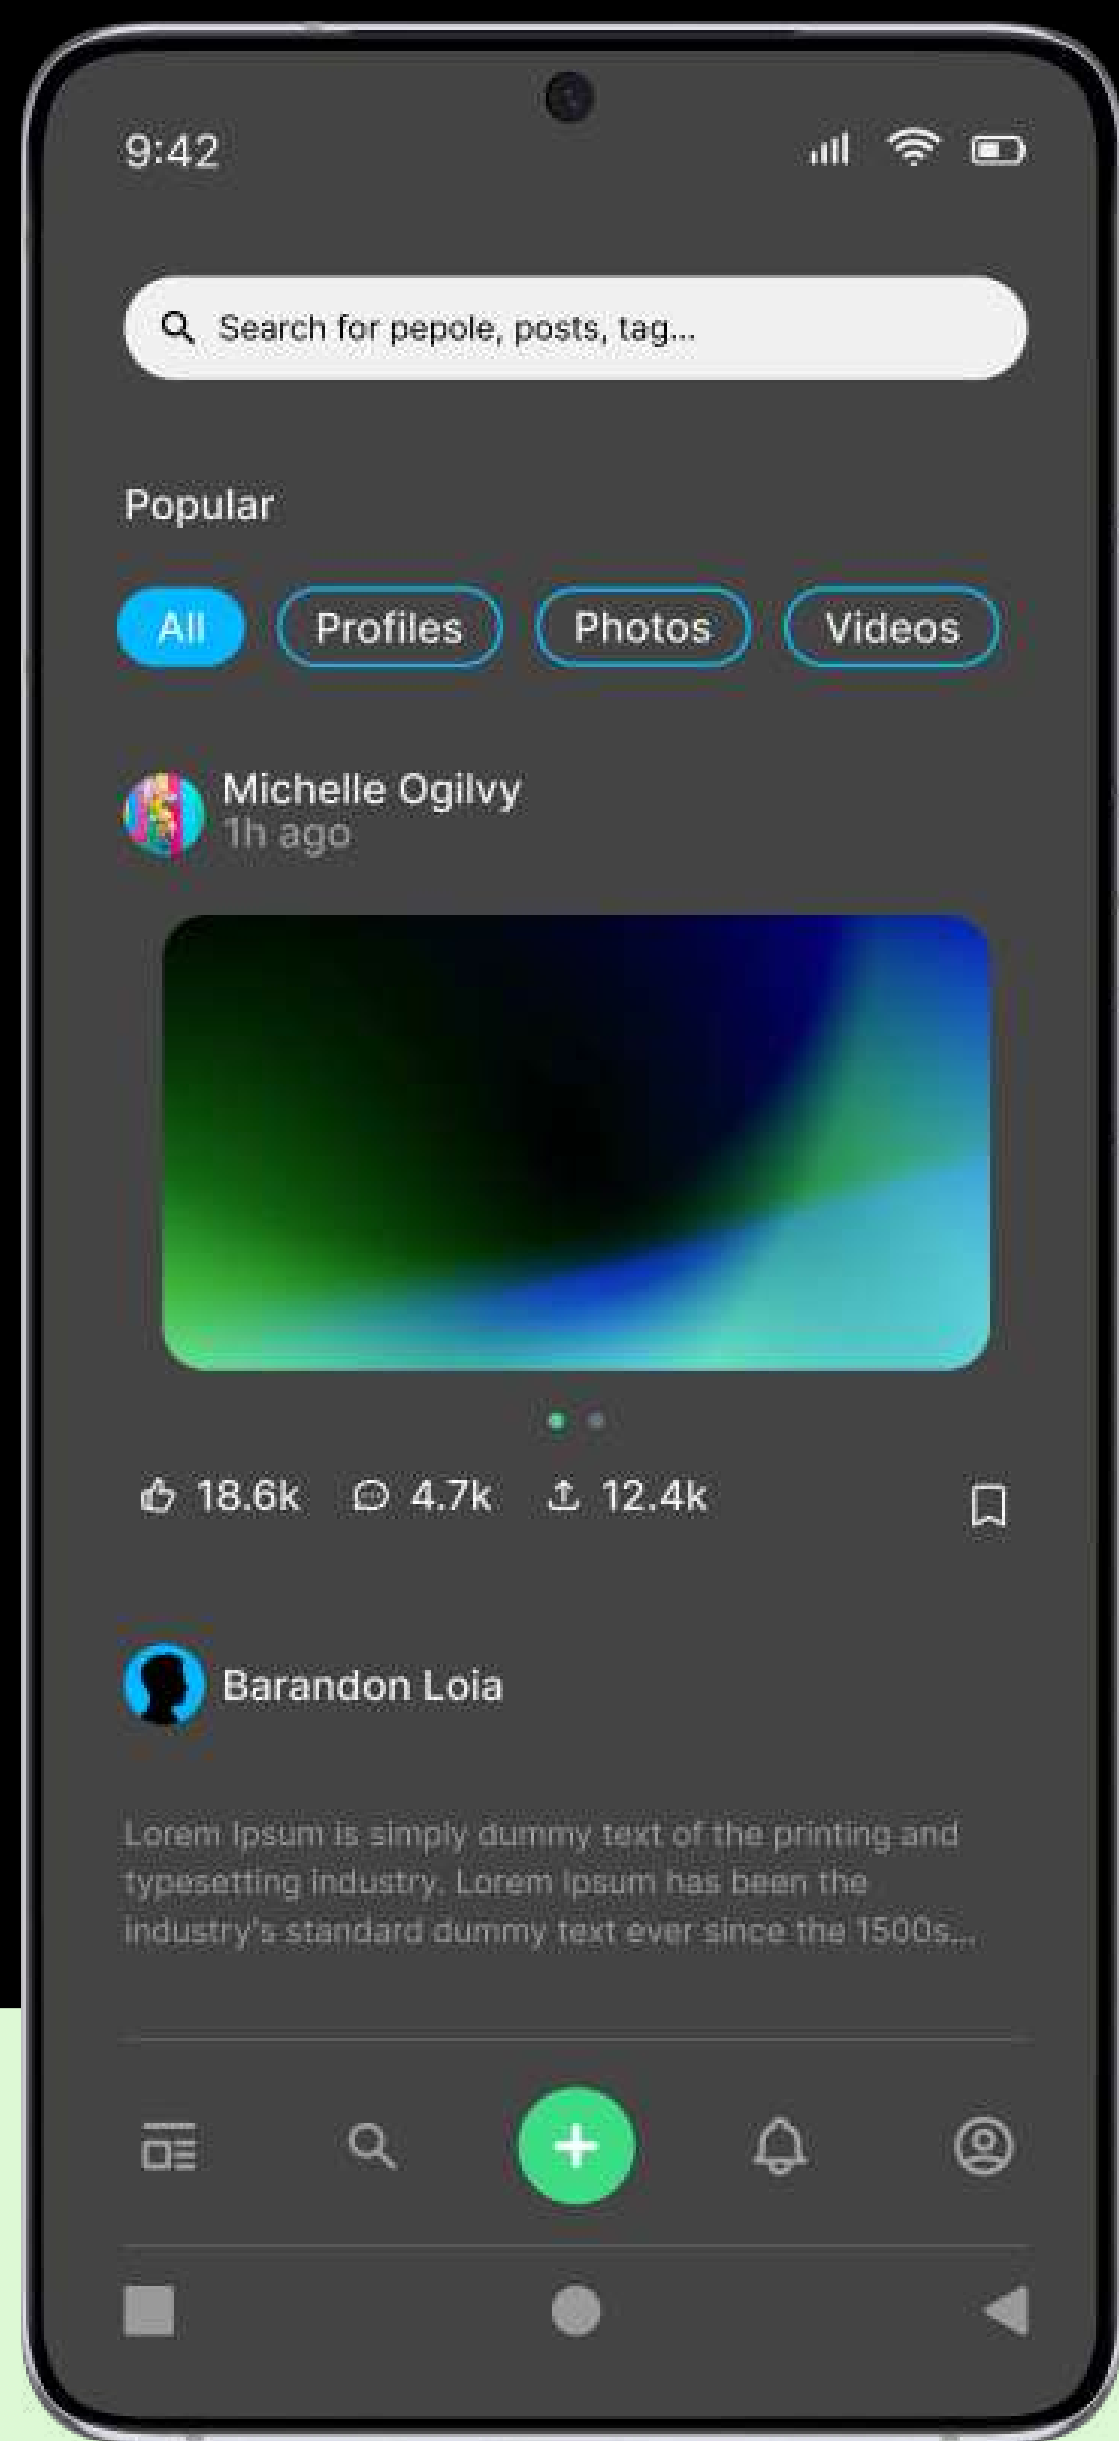 9:42
Search for pepole, posts, tag...
Popular
All Profiles Photos Videos
Michelle Ogilvy
1h ago
18.6k 4.7k 12.4k
Barandon Loia
Lorem Ipsum is simply dummy text of the printing and
typesetting industry. Lorem Ipsum has been the
industry's standard dummy text ever since the 1500s...